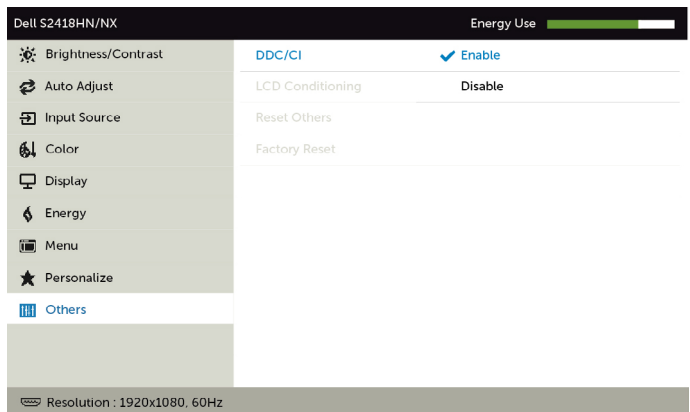 Dell S2418HN/NX Energy Use
Brightness/Contrast DDC/CI Enable
Auto Adjust LCD Conditioning Disable
Input Source Reset Others
Color Factory Reset
Display
Energy
Menu
Personalize
Others
Resolution : 1920x1080, 60Hz